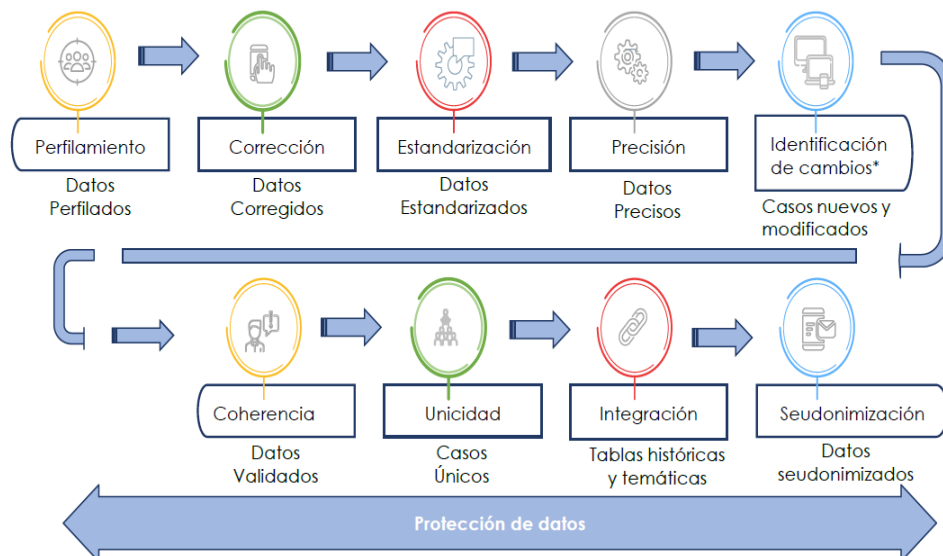 Perfilamiento
Corrección
Estandarización
Precisión
Identificación
de cambios*
Datos
Perfilados
Datos
Corregidos
Datos
Estandarizados
Datos
Precisos
Casos nuevos y
modificados
Coherencia
Unicidad
Integración
Seudonimización
Datos
Validados
Casos
Únicos
Tablas históricas
y temáticas
Datos
seudonimizados
Protección de datos